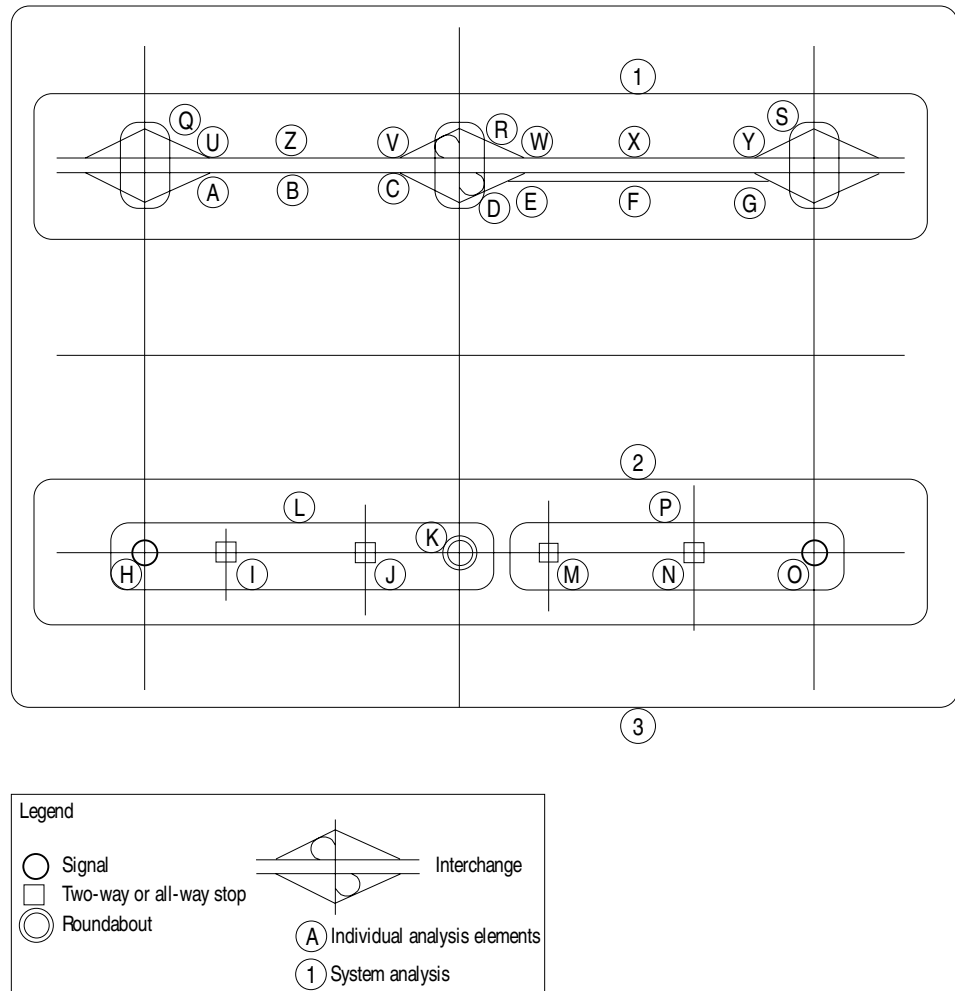 1
Q
R
S
U
Z
V
W
X
Y
A
B
C
D
E
F
G
2
L
P
K
H
I
J
M
N
O
3
Legend
Signal
Interchange
Two-way or all-way stop
Roundabout
A Individual analysis elements
1 System analysis